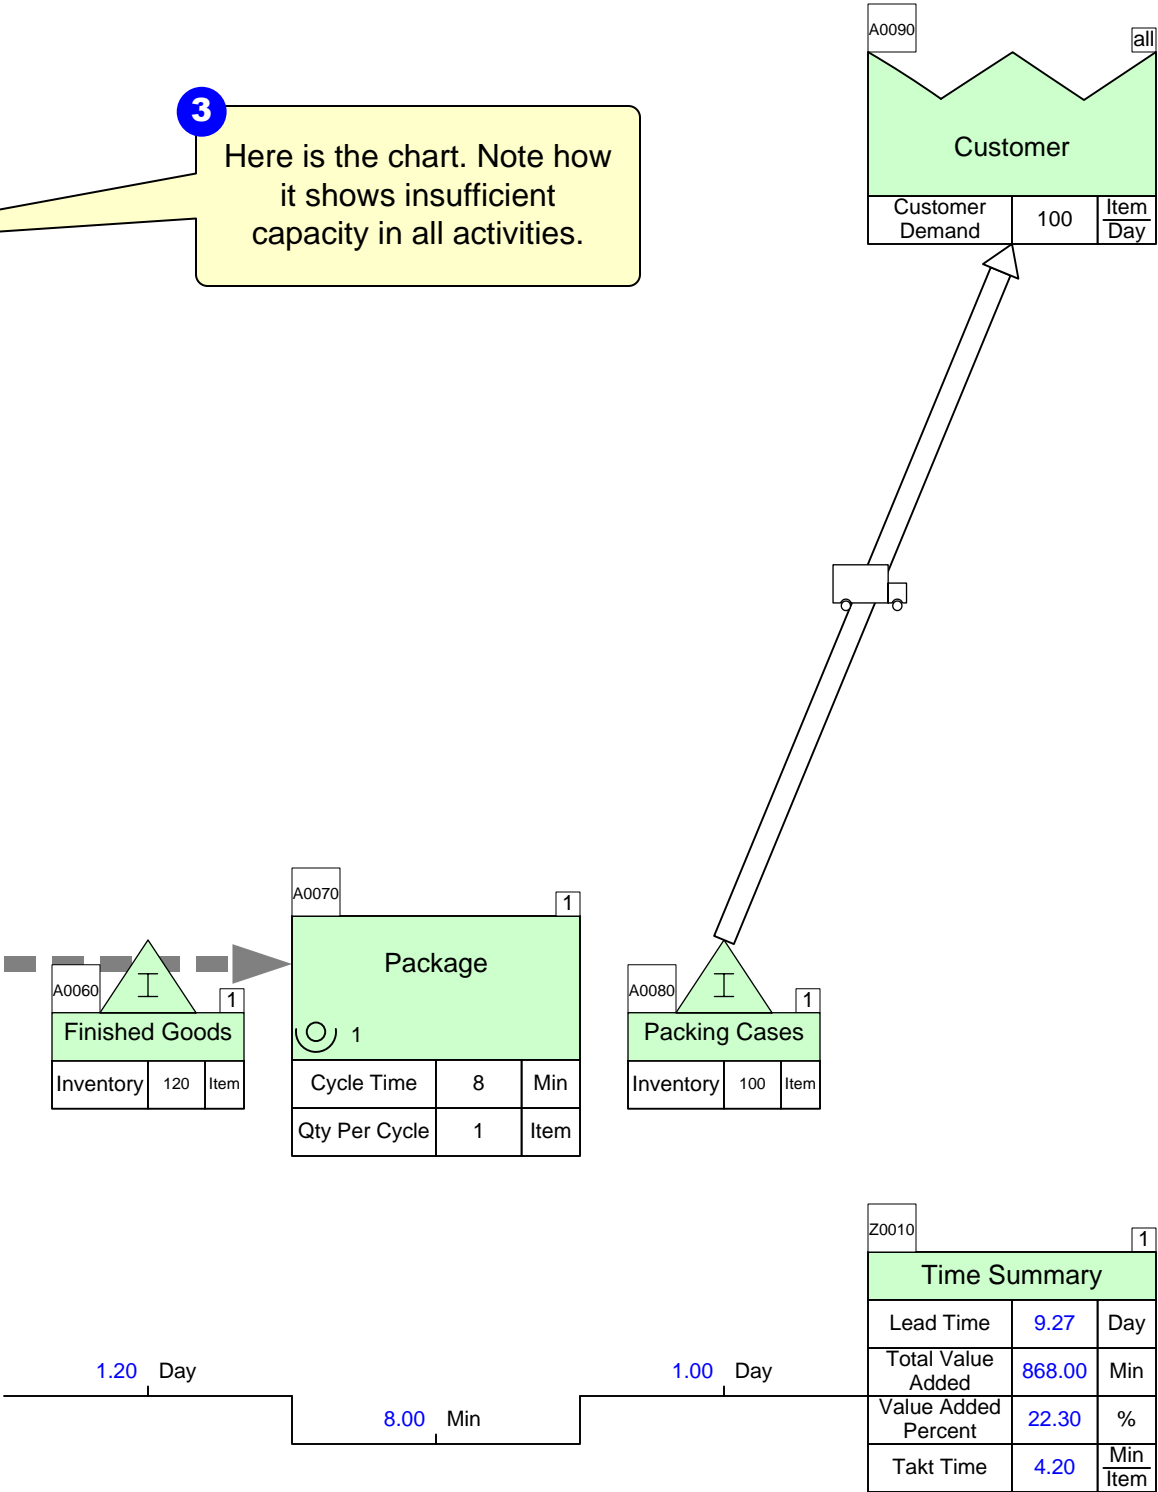 A0090
all
3
Here is the chart. Note how
it shows insufficient
capacity in all activities.
Customer
Customer
Demand
100
Item
Day
A0070
1
Package
1
Cycle Time
8
Min
Qty Per Cycle
1
Item
A0060
1
I
Finished Goods
Inventory
120
Item
A0080
1
I
Packing Cases
Inventory
100
Item
1.20 Day
8.00 Min
1.00 Day
Z0010
1
Time Summary
Lead Time
9.27
Day
Total Value
Added
868.00
Min
Value Added
Percent
22.30
%
Takt Time
4.20
Min
Item